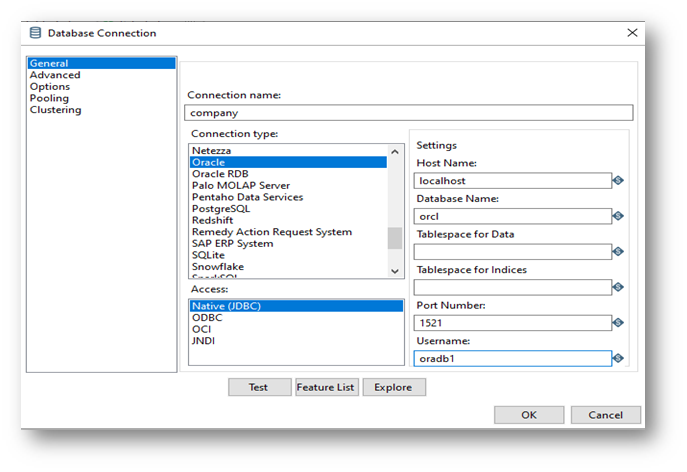 Database Connection
General
Advanced
Options
Pooling
Clustering
Connection name:
company
Connection type:
Netezza
Oracle
Oracle RDB
Palo MOLAP Server
Pentaho Data Services
PostgreSQL
Redshift
Remedy Action Request System
SAP ERP System
SQLite
Snowflake
SparkSQL
Access:
Native (JDBC)
ODBC
OCI
JNDI
Settings
Host Name:
localhost
Database Name:
orcl
Tablespace for Data
Tablespace for Indices
Port Number:
1521
Username:
oradb1
Test Feature List Explore
OK Cancel